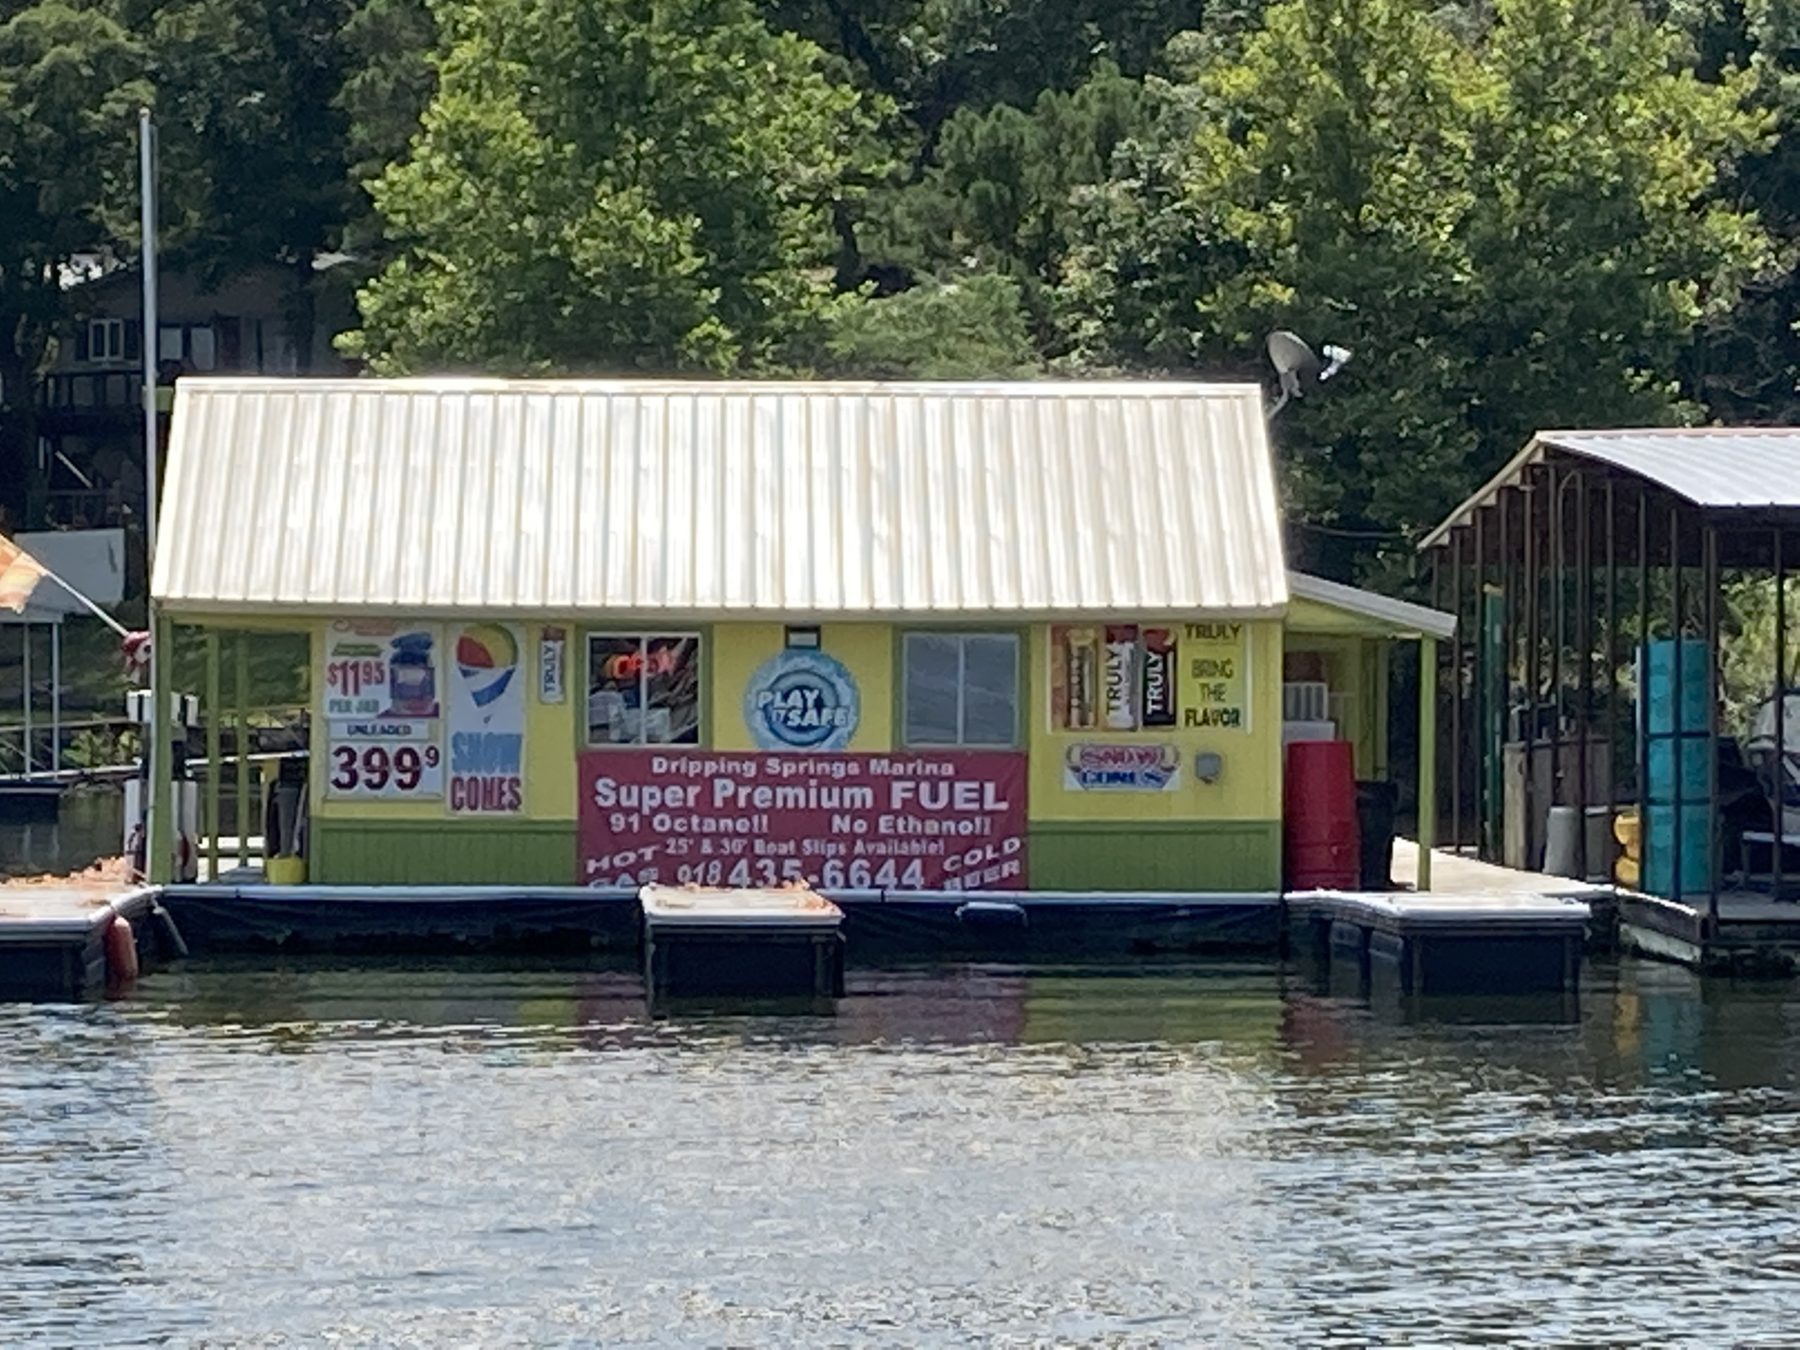 $11.95
PER JAR
UNLEADED
399 9
SNOW
CONES
TRULY
OPEN
PLAY
IT SAFE
Dripping Springs Marina
Super Premium FUEL
91 Octane!! No Ethanol!
25' & 30' Boat Slips Available!
HOT
GAS
918 435-6644
COLD
BEER
TRULY
TRULY
TRULY
TRULY
BRING
THE
FLAVOR
SNOW
CONES